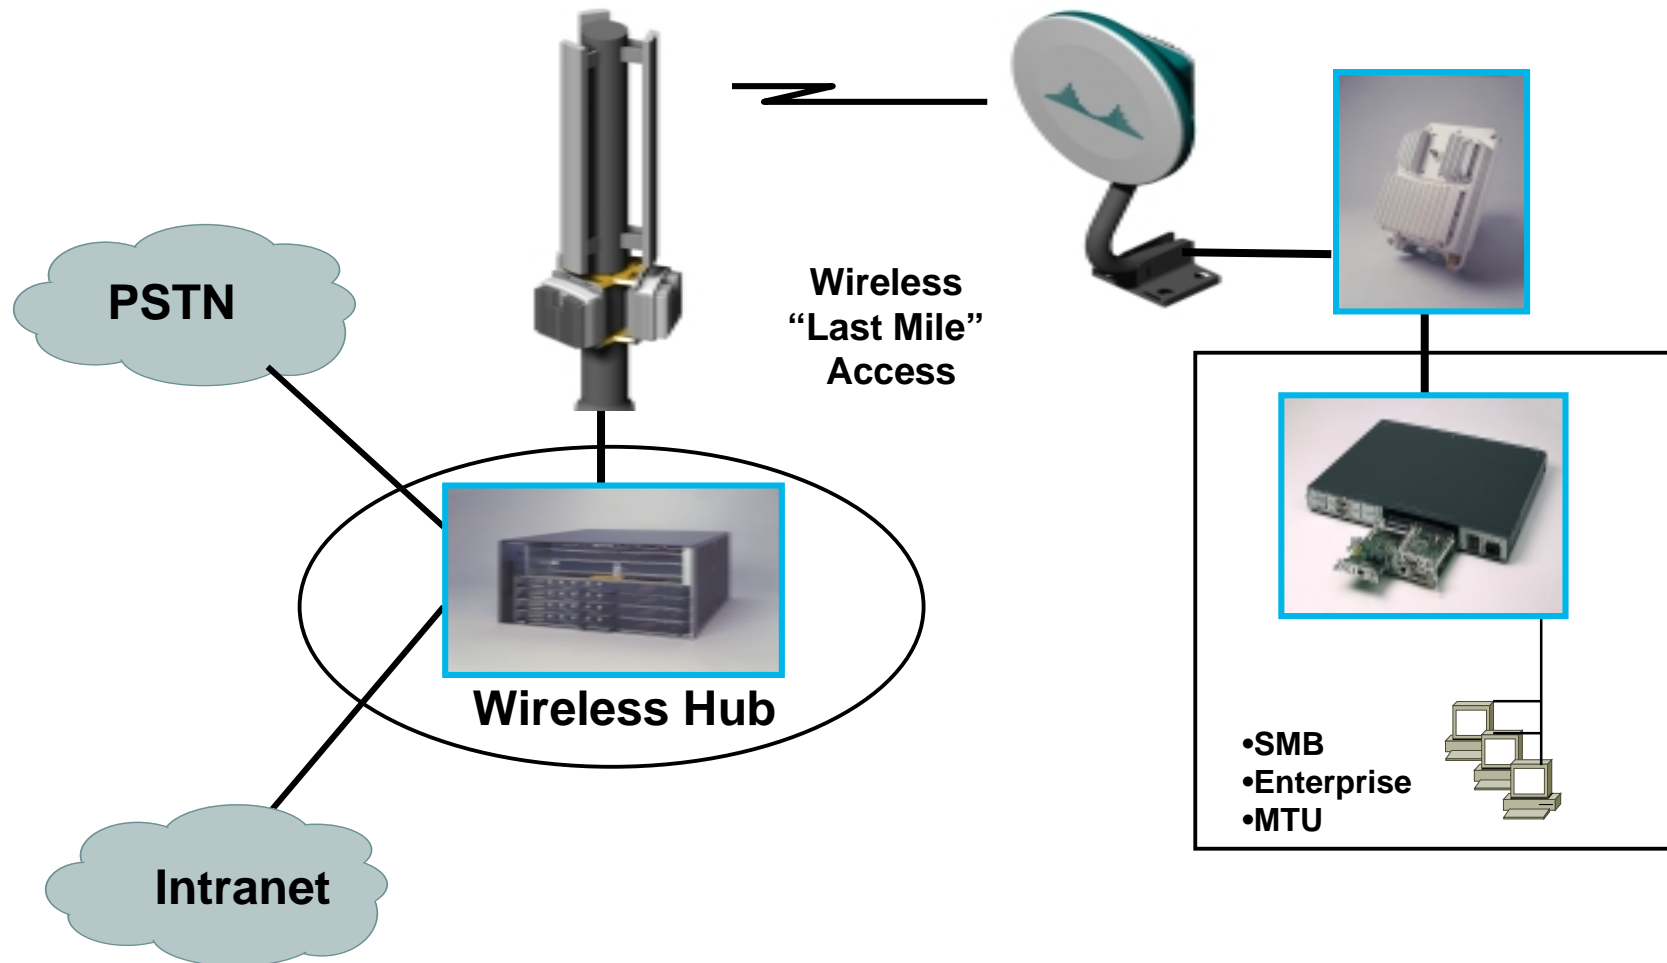 PSTN
Wireless
“Last Mile”
Access
Wireless Hub
Intranet
•SMB
•Enterprise
•MTU